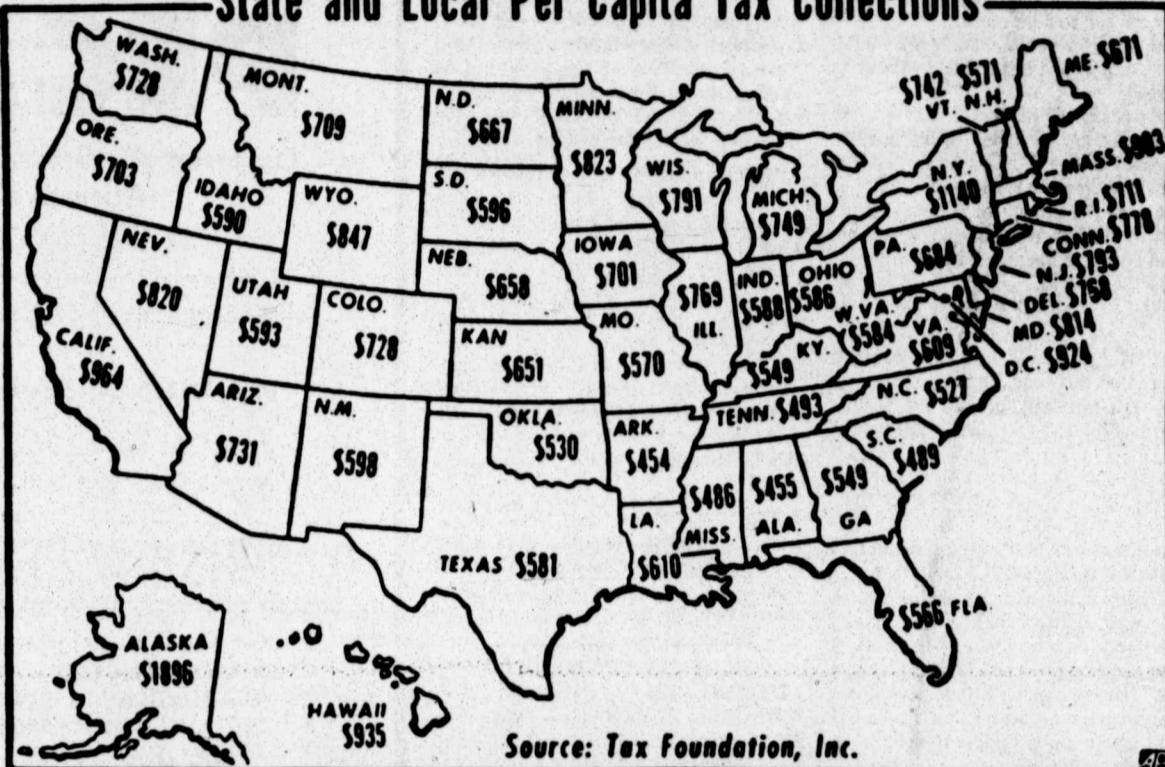 State and Local Per Capita Tax Collections
WASH.
$728
MONT.
$709
N.D.
$667
MINN.
$823
$742 $571
VT. N.H.
ME. $671
ORE.
$703
IDAHO
$590
WYO.
$847
S.D.
$596
WIS.
$791
MICH.
$749
N.Y.
$1140
MASS.
R.I. $711
CONN. $778
N.J. $793
DEL. $768
MD. $814
D.C. $924
NEV.
$820
UTAH
$593
COLO.
$728
NEB.
$658
IOWA
$701
$769
ILL.
IND.
$588
OHIO
$586
PA.
$684
W.VA.
$584
VA.
$609
CALIF.
$964
KAN
$651
MO.
$570
KY.
$549
ARIZ.
$731
N.M.
$598
OKLA.
$530
ARK.
$454
TENN. $493
N.C. $527
S.C.
$489
TEXAS $581
LA.
$610
$486
MISS.
$455
ALA.
$549
GA
$566 FLA.
ALASKA
$1896
HAWAII
$935
Source: Tax Foundation, Inc.